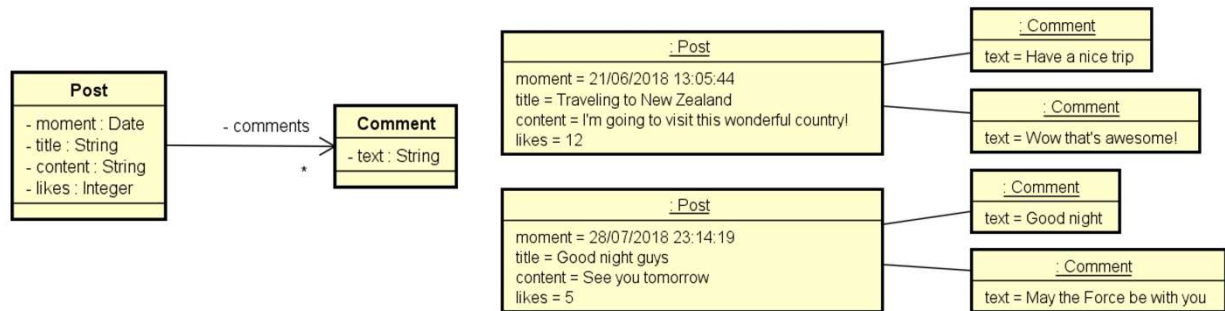 Post
- moment : Date
- title : String
- content : String
- likes : Integer
- comments
*
Comment
- text : String
: Post
moment = 21/06/2018 13:05:44
title = Traveling to New Zealand
content = I'm going to visit this wonderful country!
likes = 12
: Comment
text = Have a nice trip
: Comment
text = Wow that's awesome!
: Post
moment = 28/07/2018 23:14:19
title = Good night guys
content = See you tomorrow
likes = 5
: Comment
text = Good night
: Comment
text = May the Force be with you